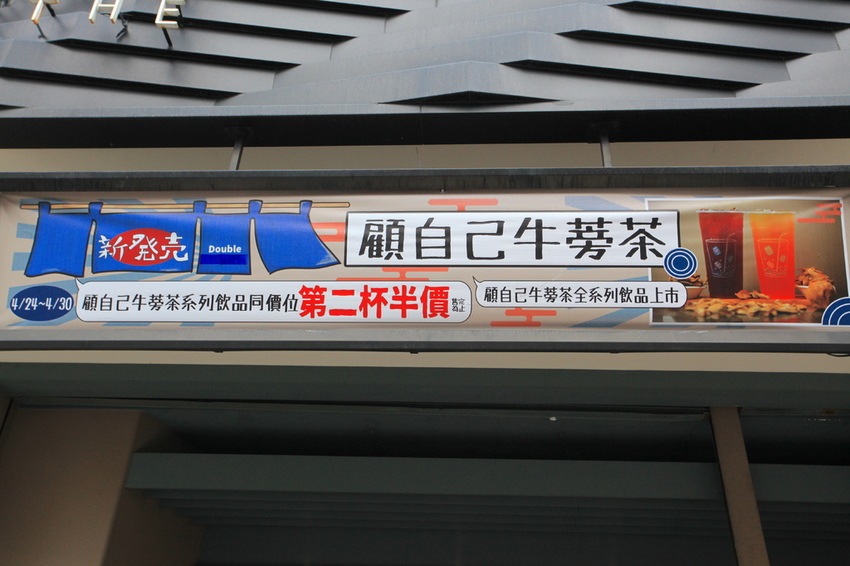 THE
新発売
Double
顧自己牛蒡茶
4/24~4/30
顧自己牛蒡茶系列飲品同價位第二杯半價 售完為止
顧自己牛蒡茶全系列飲品上市